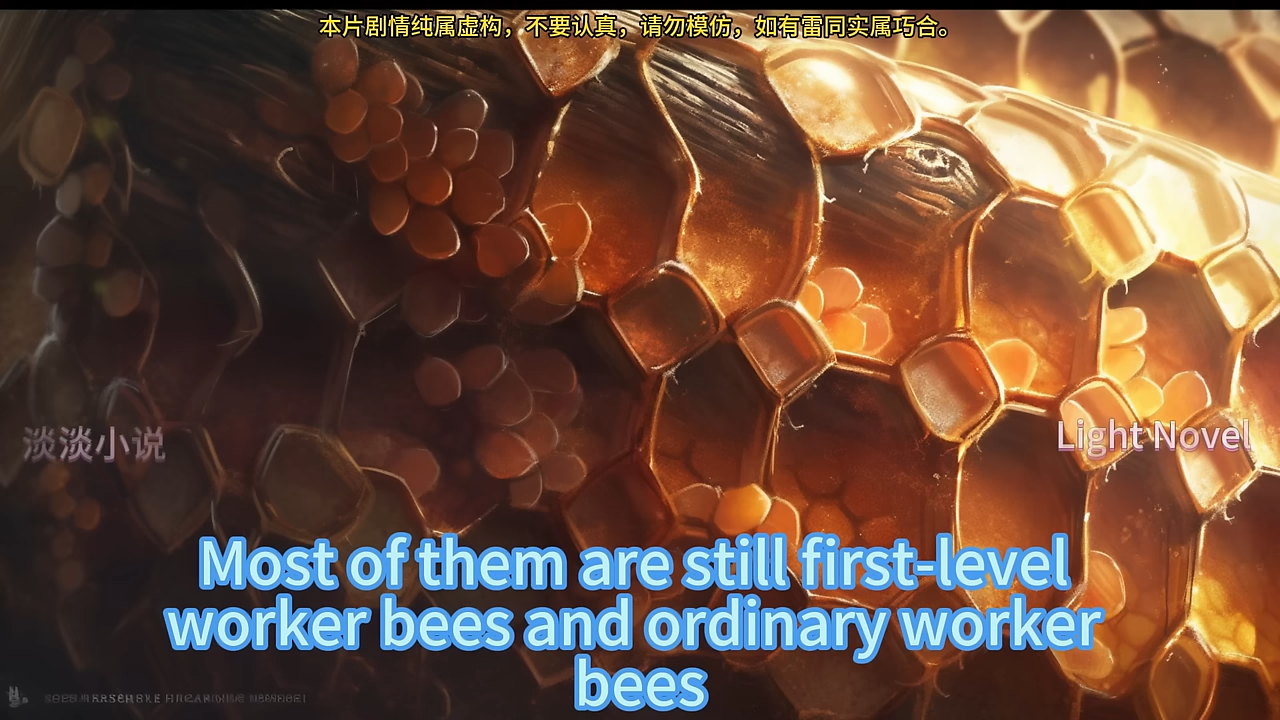 本片剧情纯属虚构，不要认真，请勿模仿，如有雷同实属巧合。
淡淡小说
Light Novel
Most of them are still first-level
worker bees and ordinary worker
bees